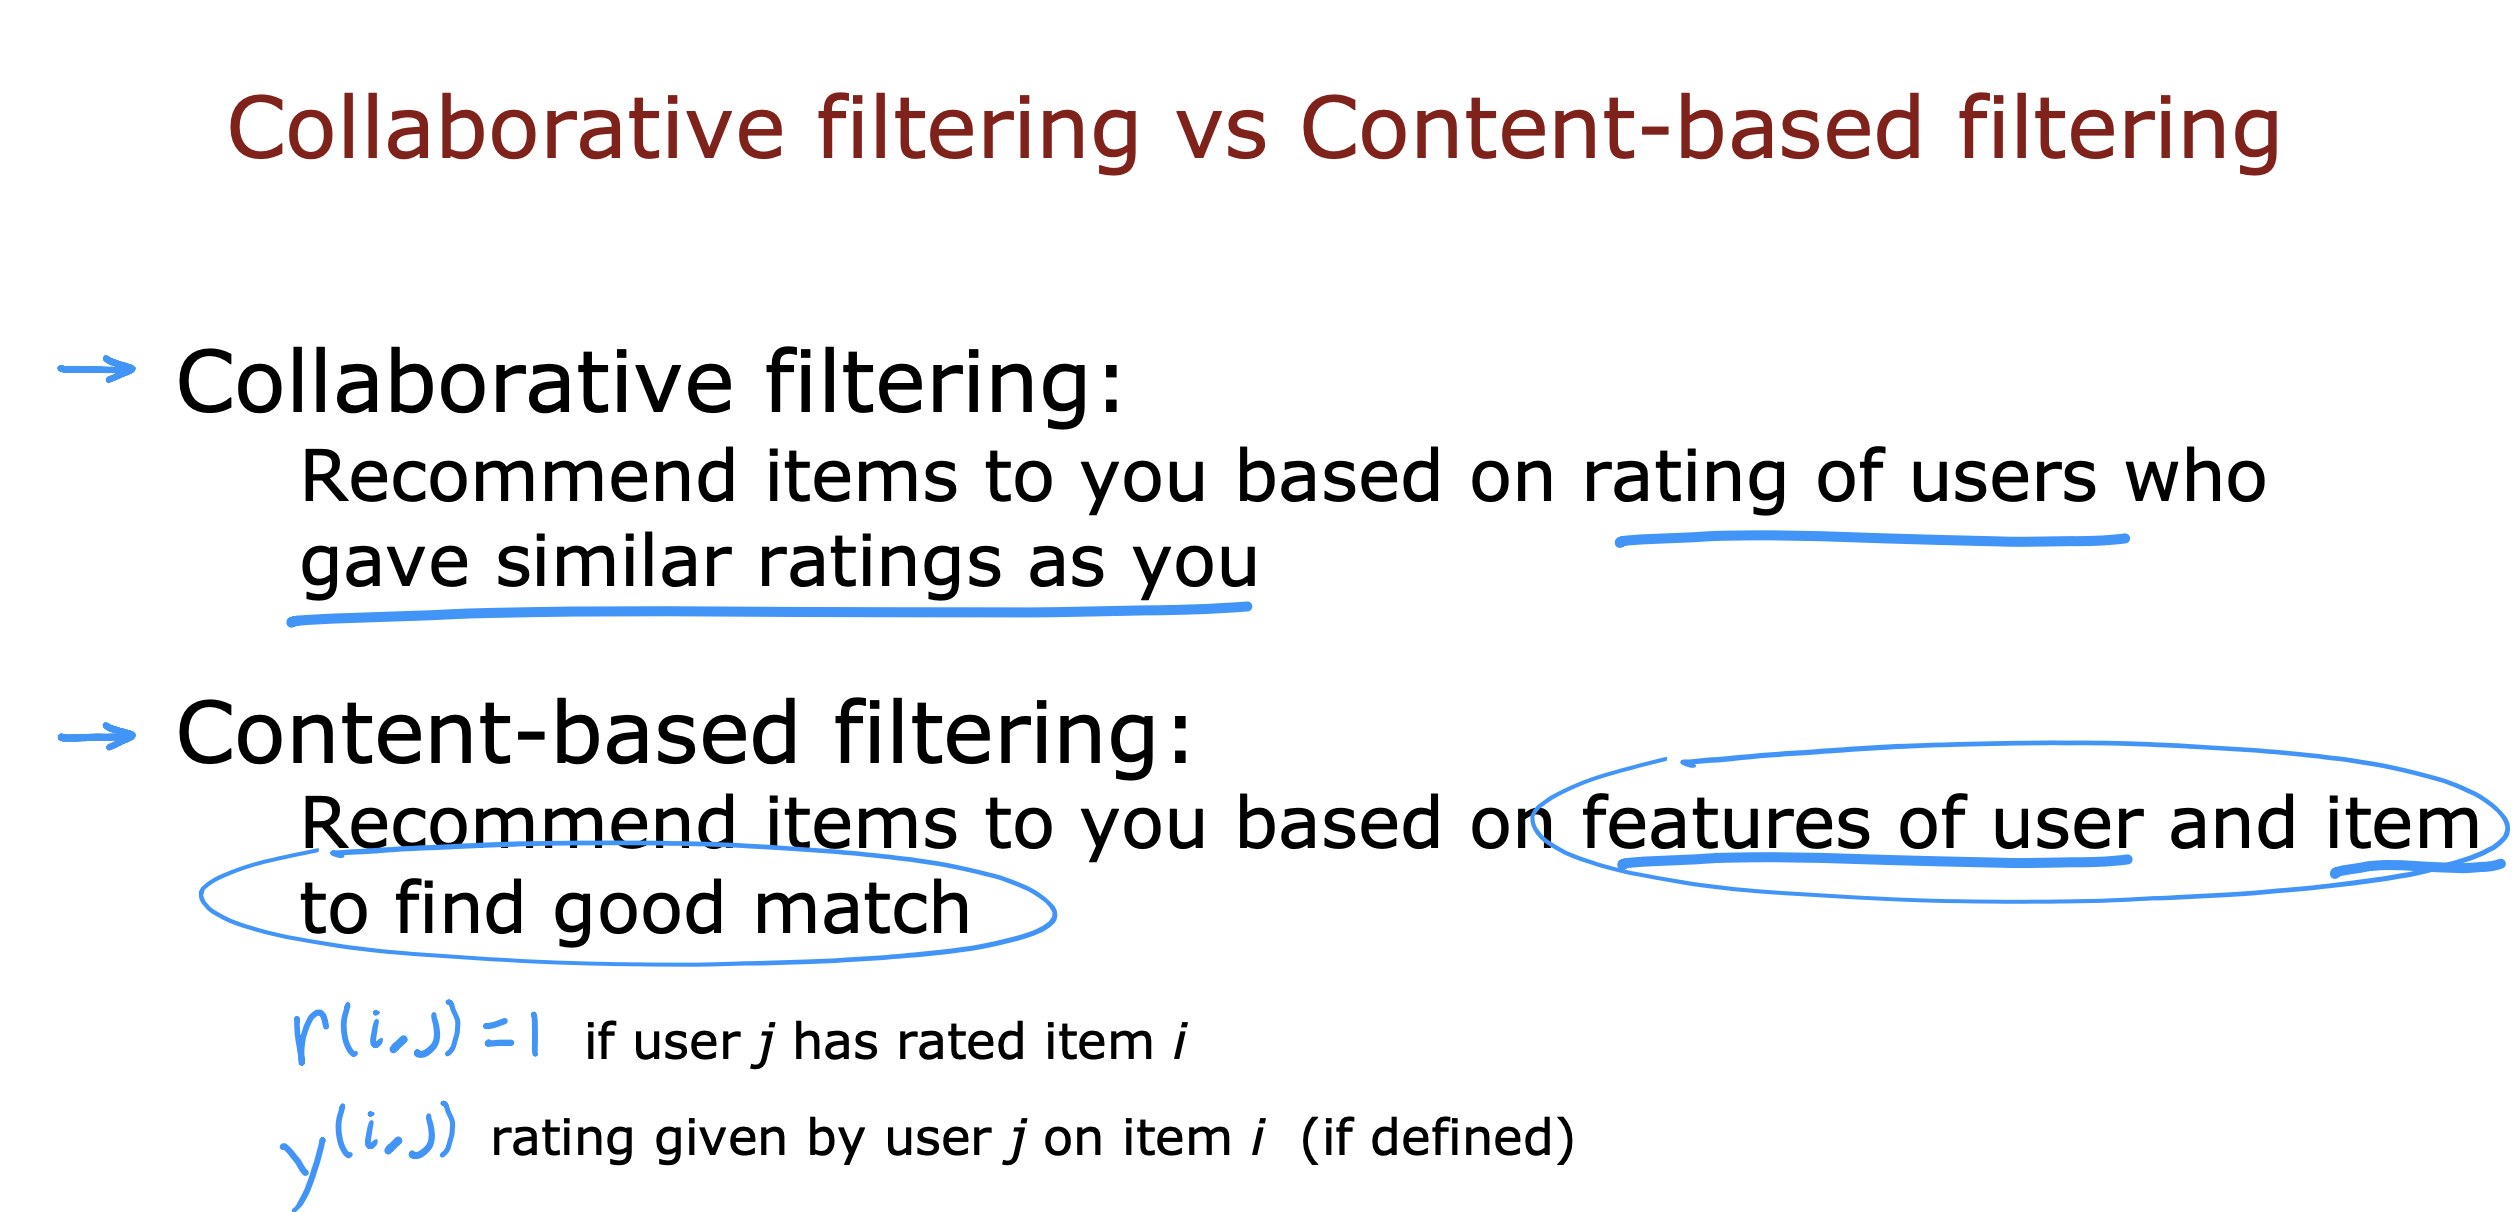 Collaborative filtering vs Content-based filtering
Collaborative filtering:
Recommend items to you based on rating of users who
gave similar ratings as you
Content-based filtering:
Recommend items to you based on features of user and item
to find good match
r(i,j)=1 if user j has rated item i
y(i,j) rating given by user j on item i (if defined)